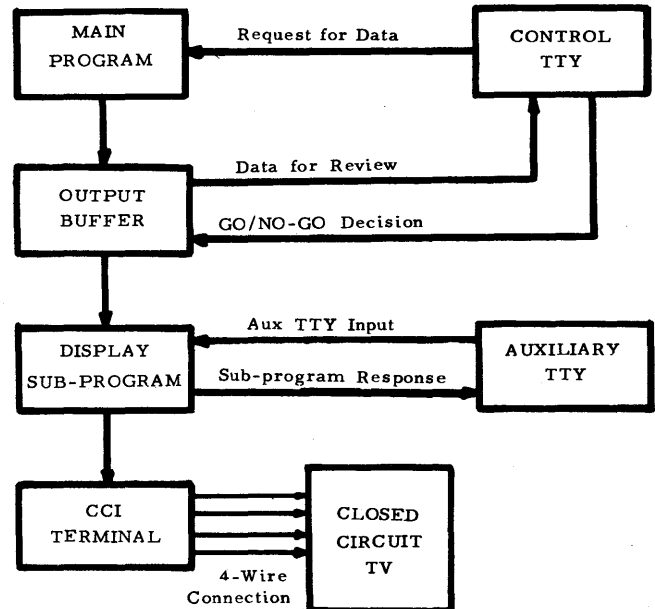 MAIN
PROGRAM
Request for Data
CONTROL
TTY
OUTPUT
BUFFER
Data for Review
GO/NO-GO Decision
DISPLAY
SUB-PROGRAM
Aux TTY Input
Sub-program Response
AUXILIARY
TTY
CCI
TERMINAL
4-Wire
Connection
CLOSED
CIRCUIT
TV